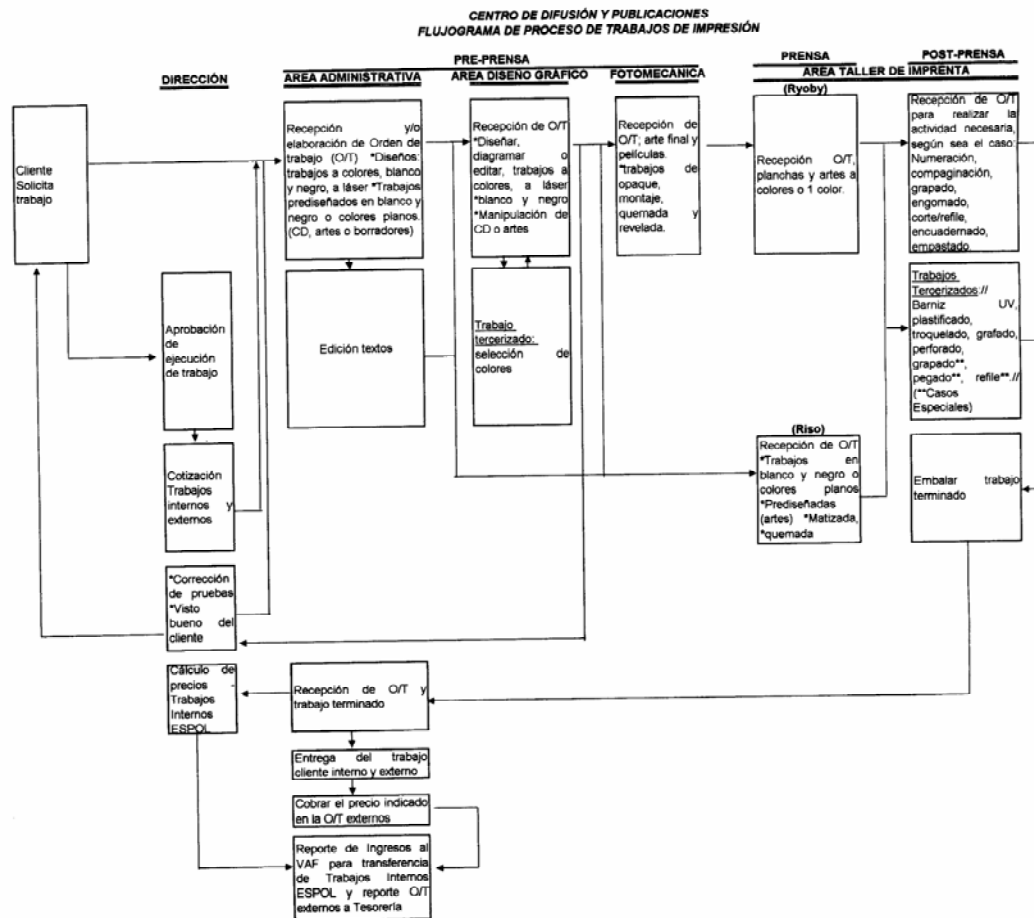 CENTRO DE DIFUSIÓN Y PUBLICACIONES
FLUJOGRAMA DE PROCESO DE TRABAJOS DE IMPRESIÓN
PRE-PRENSA
PRENSA
POST-PRENSA
DIRECCIÓN
AREA ADMINISTRATIVA
AREA DISEÑO GRÁFICO
FOTOMECÁNICA
AREA TALLER DE IMPRENTA
(Ryoby)
Cliente
Solicita
trabajo
Recepción y/o
elaboración de Orden de
trabajo (O/T) *Diseños:
trabajos a colores, blanco
y negro, a láser *Trabajos
prediseñados en blanco y
negro o colores planos.
(CD, artes o borradores)
Recepción de O/T
*Diseñar,
diagramar o
editar, trabajos a
colores, a láser
*blanco y negro
*Manipulación de
CD o artes
Recepción de
O/T; arte final y
películas.
*trabajos de
opaque,
montaje,
quemada y
revelada.
Recepción O/T,
planchas y artes a
colores o 1 color.
Recepción de O/T
para realizar la
actividad necesaria,
según sea el caso:
Numeración,
compaginación,
grapado,
engomado,
corte/refile,
encuadernado,
empastado.
Aprobación
de
ejecución
de trabajo
Edición textos
Trabajo
tercerizado:
selección de
colores
Trabajos
Tercerizados://
Barniz UV,
plastificado,
troquelado, grafado,
perforado,
grapado**,
pegado**, refile**.//
(**Casos
Especiales)
Cotización
Trabajos
internos y
externos
(Riso)
Recepción de O/T
*Trabajos en
blanco y negro o
colores planos
*Prediseñadas
(artes) *Matizada,
*quemada
Embalar trabajo
terminado
*Corrección
de pruebas
*Visto
bueno del
cliente
Cálculo de
precios -
Trabajos
Internos
ESPOL
Recepción de O/T y
trabajo terminado
Entrega del trabajo
cliente interno y externo
Cobrar el precio indicado
en la O/T externos
Reporte de Ingresos al
VAF para transferencia
de Trabajos Internos
ESPOL y reporte O/T
externos a Tesorería